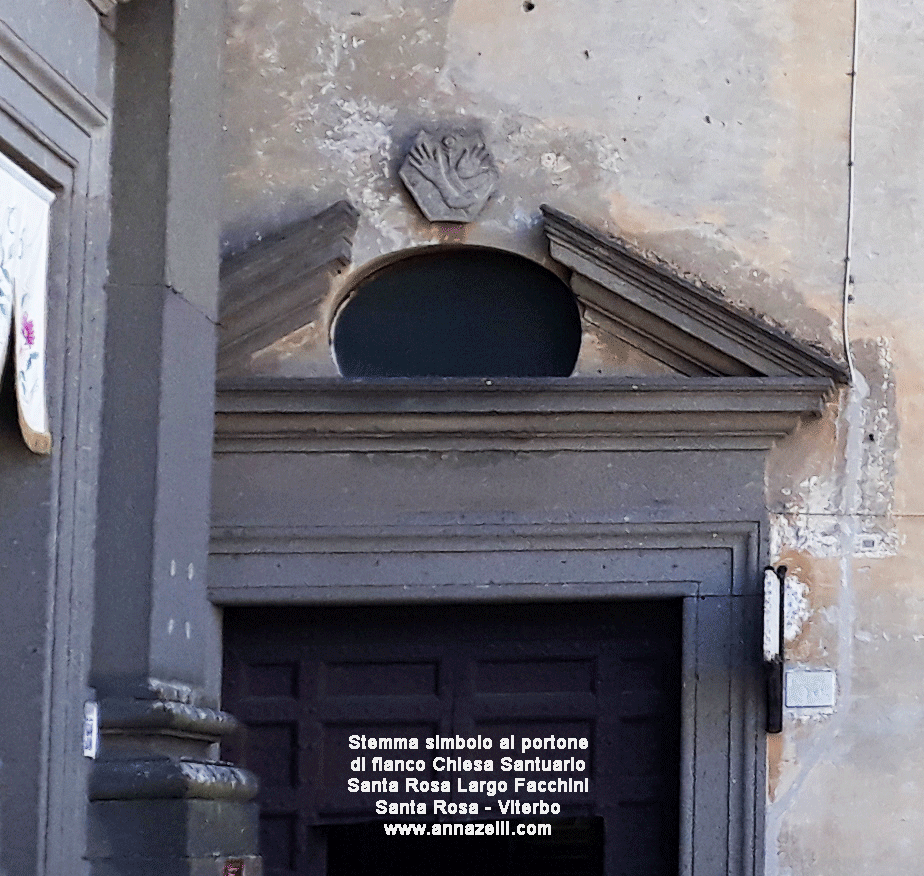 Stemma simbolo al portone
di fianco Chiesa Santuario
Santa Rosa Largo Facchini
Santa Rosa - Viterbo
www.annazelli.com